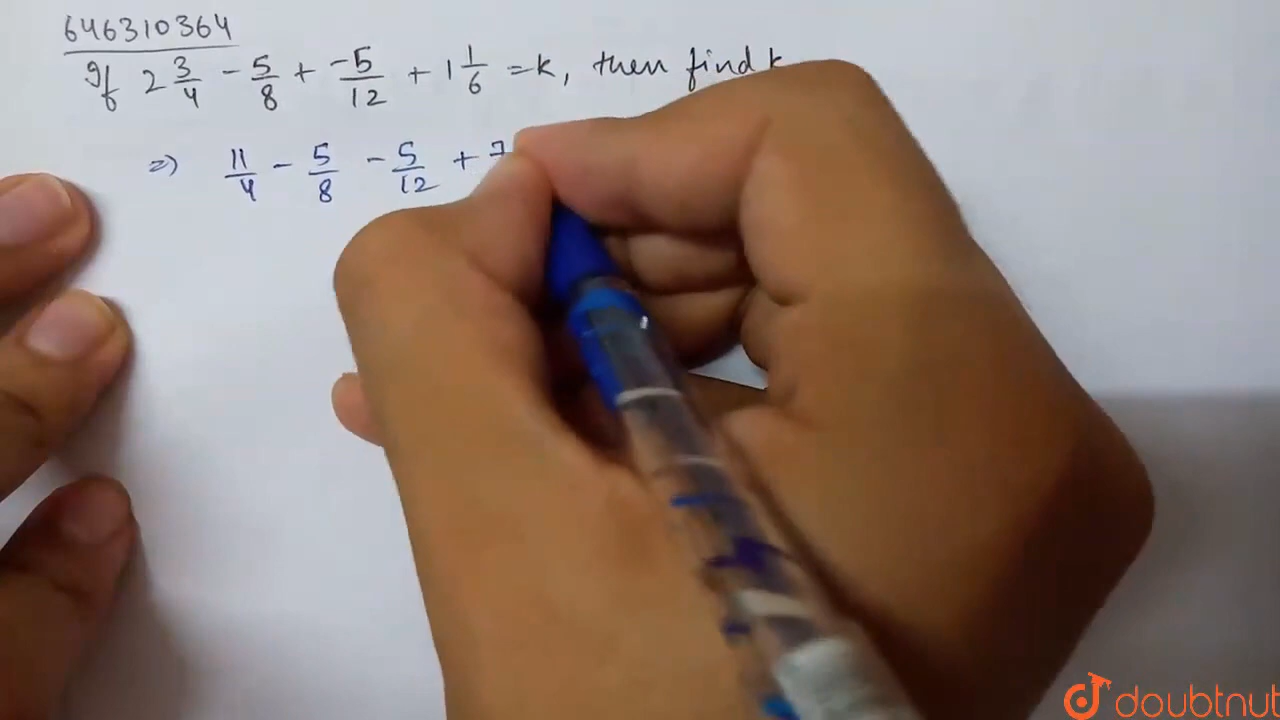 646310364
If 2 3/4 - 5/8 + -5/12 + 1 1/6 = k, then find k
=> 11/4 - 5/8 - 5/12 + 7
doubtnut